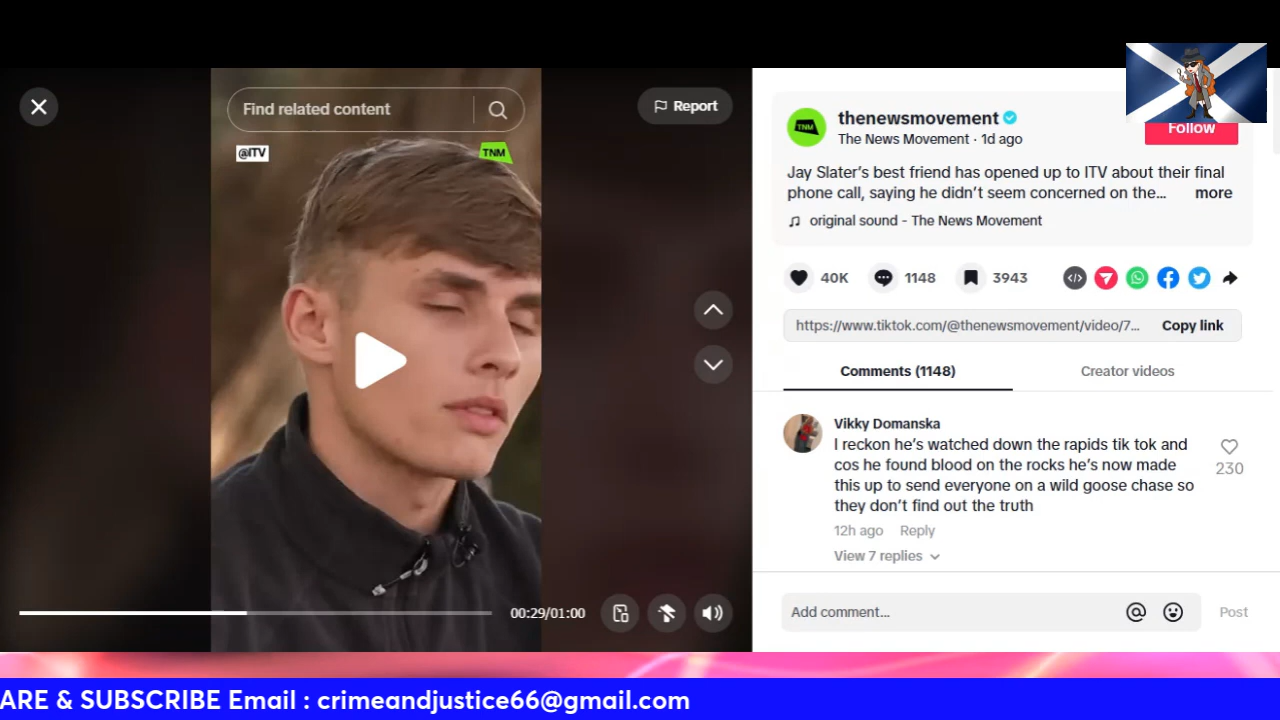 Find related content
Report
@ITV
TNM
TNM
thenewsmovement
The News Movement · 1d ago
Follow
Jay Slater's best friend has opened up to ITV about their final
phone call, saying he didn't seem concerned on the... more
original sound - The News Movement
40K
1148
3943
https://www.tiktok.com/@thenewsmovement/video/7... Copy link
Comments (1148)
Creator videos
Vikky Domanska
I reckon he's watched down the rapids tik tok and
cos he found blood on the rocks he's now made
this up to send everyone on a wild goose chase so
they don't find out the truth
230
12h ago Reply
View 7 replies
00:29/01:00
Add comment...
Post
ARE & SUBSCRIBE Email : crimeandjustice66@gmail.com